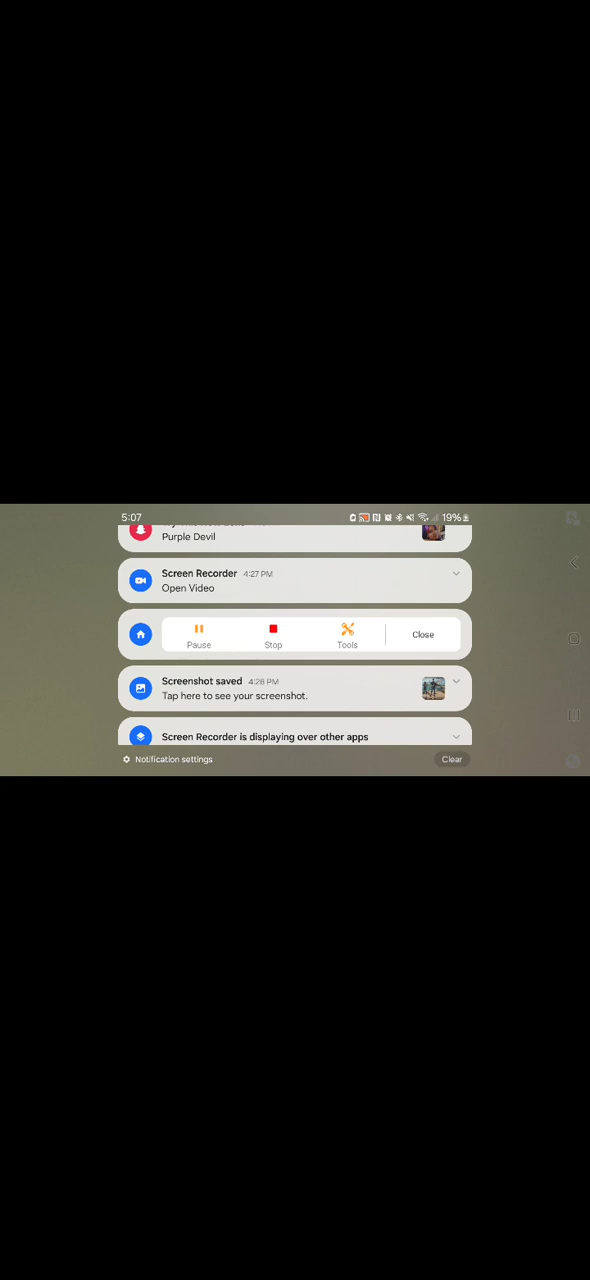 5:07
19%
Purple Devil
Screen Recorder 4:27 PM
Open Video
Pause
Stop
Tools
Close
Screenshot saved 4:28 PM
Tap here to see your screenshot.
Screen Recorder is displaying over other apps
Notification settings
Clear